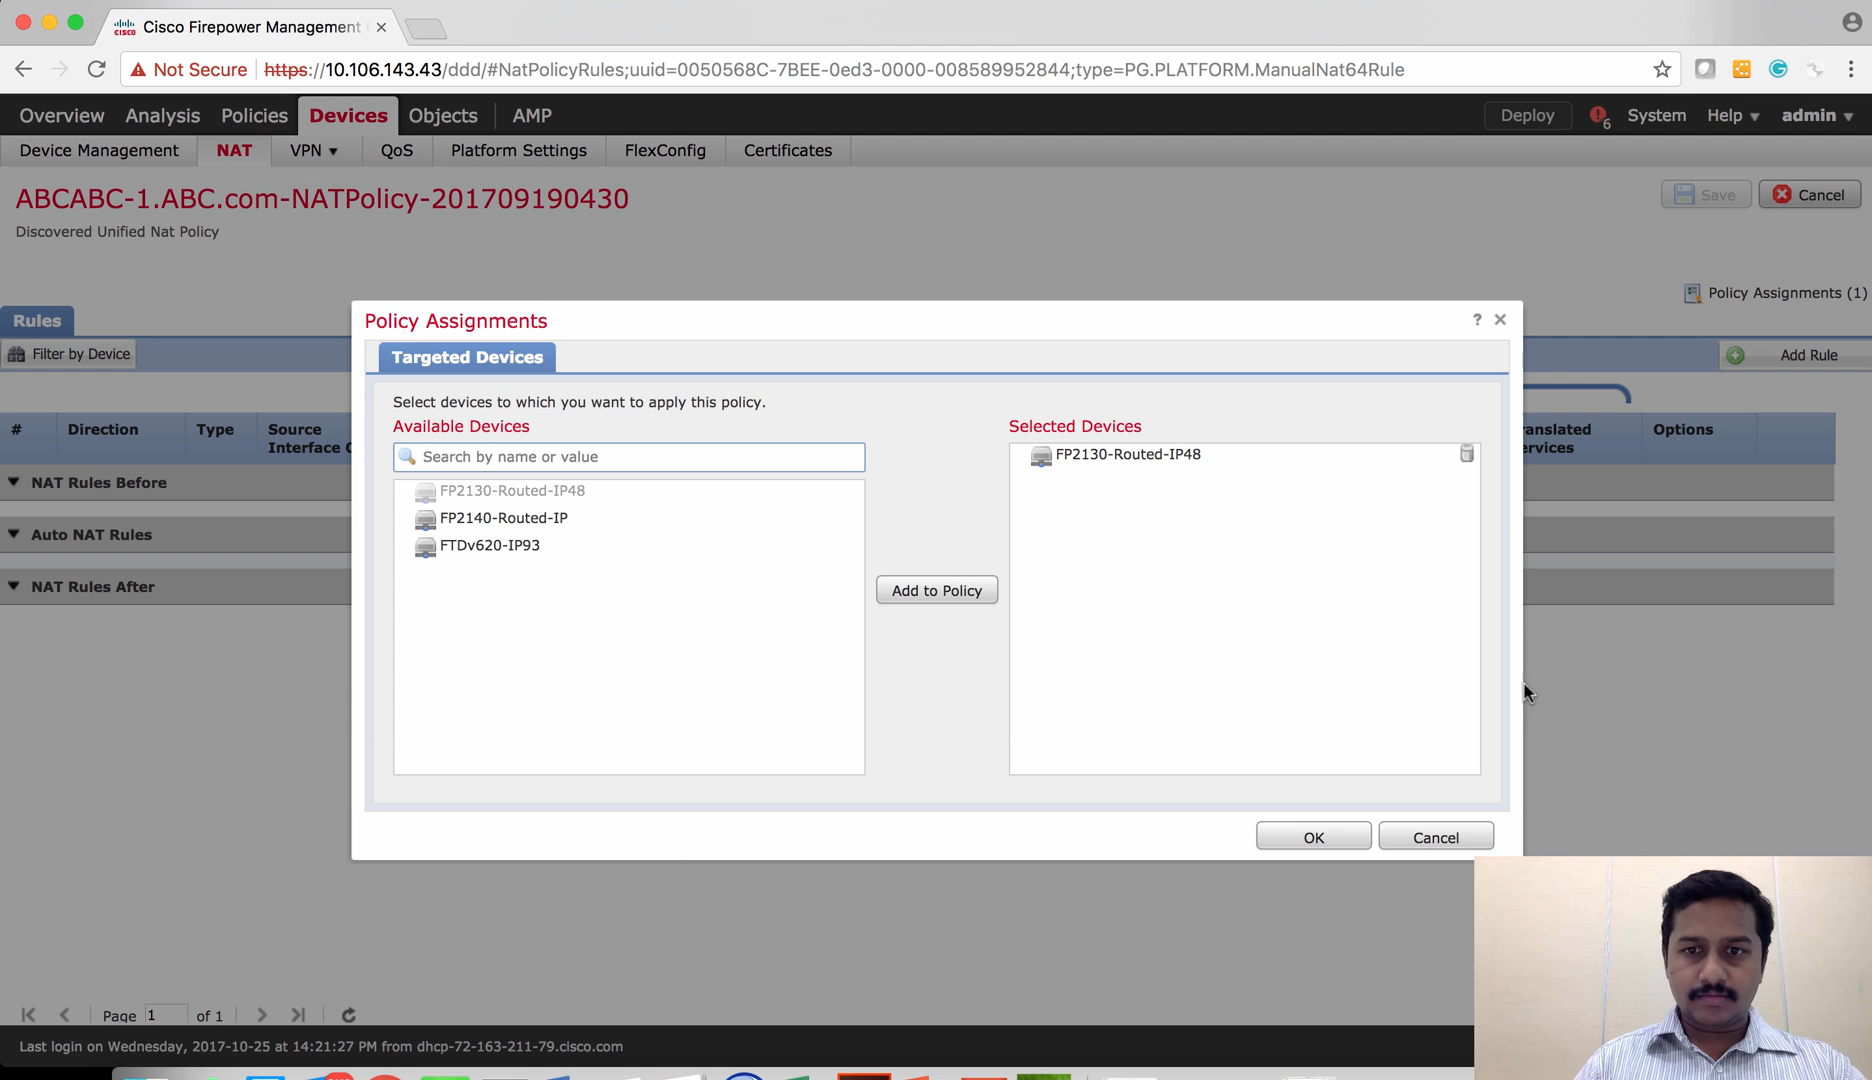 Cisco Firepower Management
Not Secure https://10.106.143.43/ddd/#NatPolicyRules;uuid=0050568C-7BEE-0ed3-0000-008589952844;type=PG.PLATFORM.ManualNat64Rule
Overview Analysis Policies Devices Objects AMP Deploy 6 System Help admin
Device Management NAT VPN QoS Platform Settings FlexConfig Certificates
ABCABC-1.ABC.com-NATPolicy-201709190430
Save Cancel
Discovered Unified Nat Policy
Policy Assignments (1)
Rules
Filter by Device
Add Rule
# Direction Type Source
Interface
ranslated
ervices
Options
NAT Rules Before
Auto NAT Rules
NAT Rules After
Policy Assignments
Targeted Devices
Select devices to which you want to apply this policy.
Available Devices
Search by name or value
FP2130-Routed-IP48
FP2140-Routed-IP
FTDv620-IP93
Add to Policy
Selected Devices
FP2130-Routed-IP48
OK Cancel
Page 1 of 1
Last login on Wednesday, 2017-10-25 at 14:21:27 PM from dhcp-72-163-211-79.cisco.com